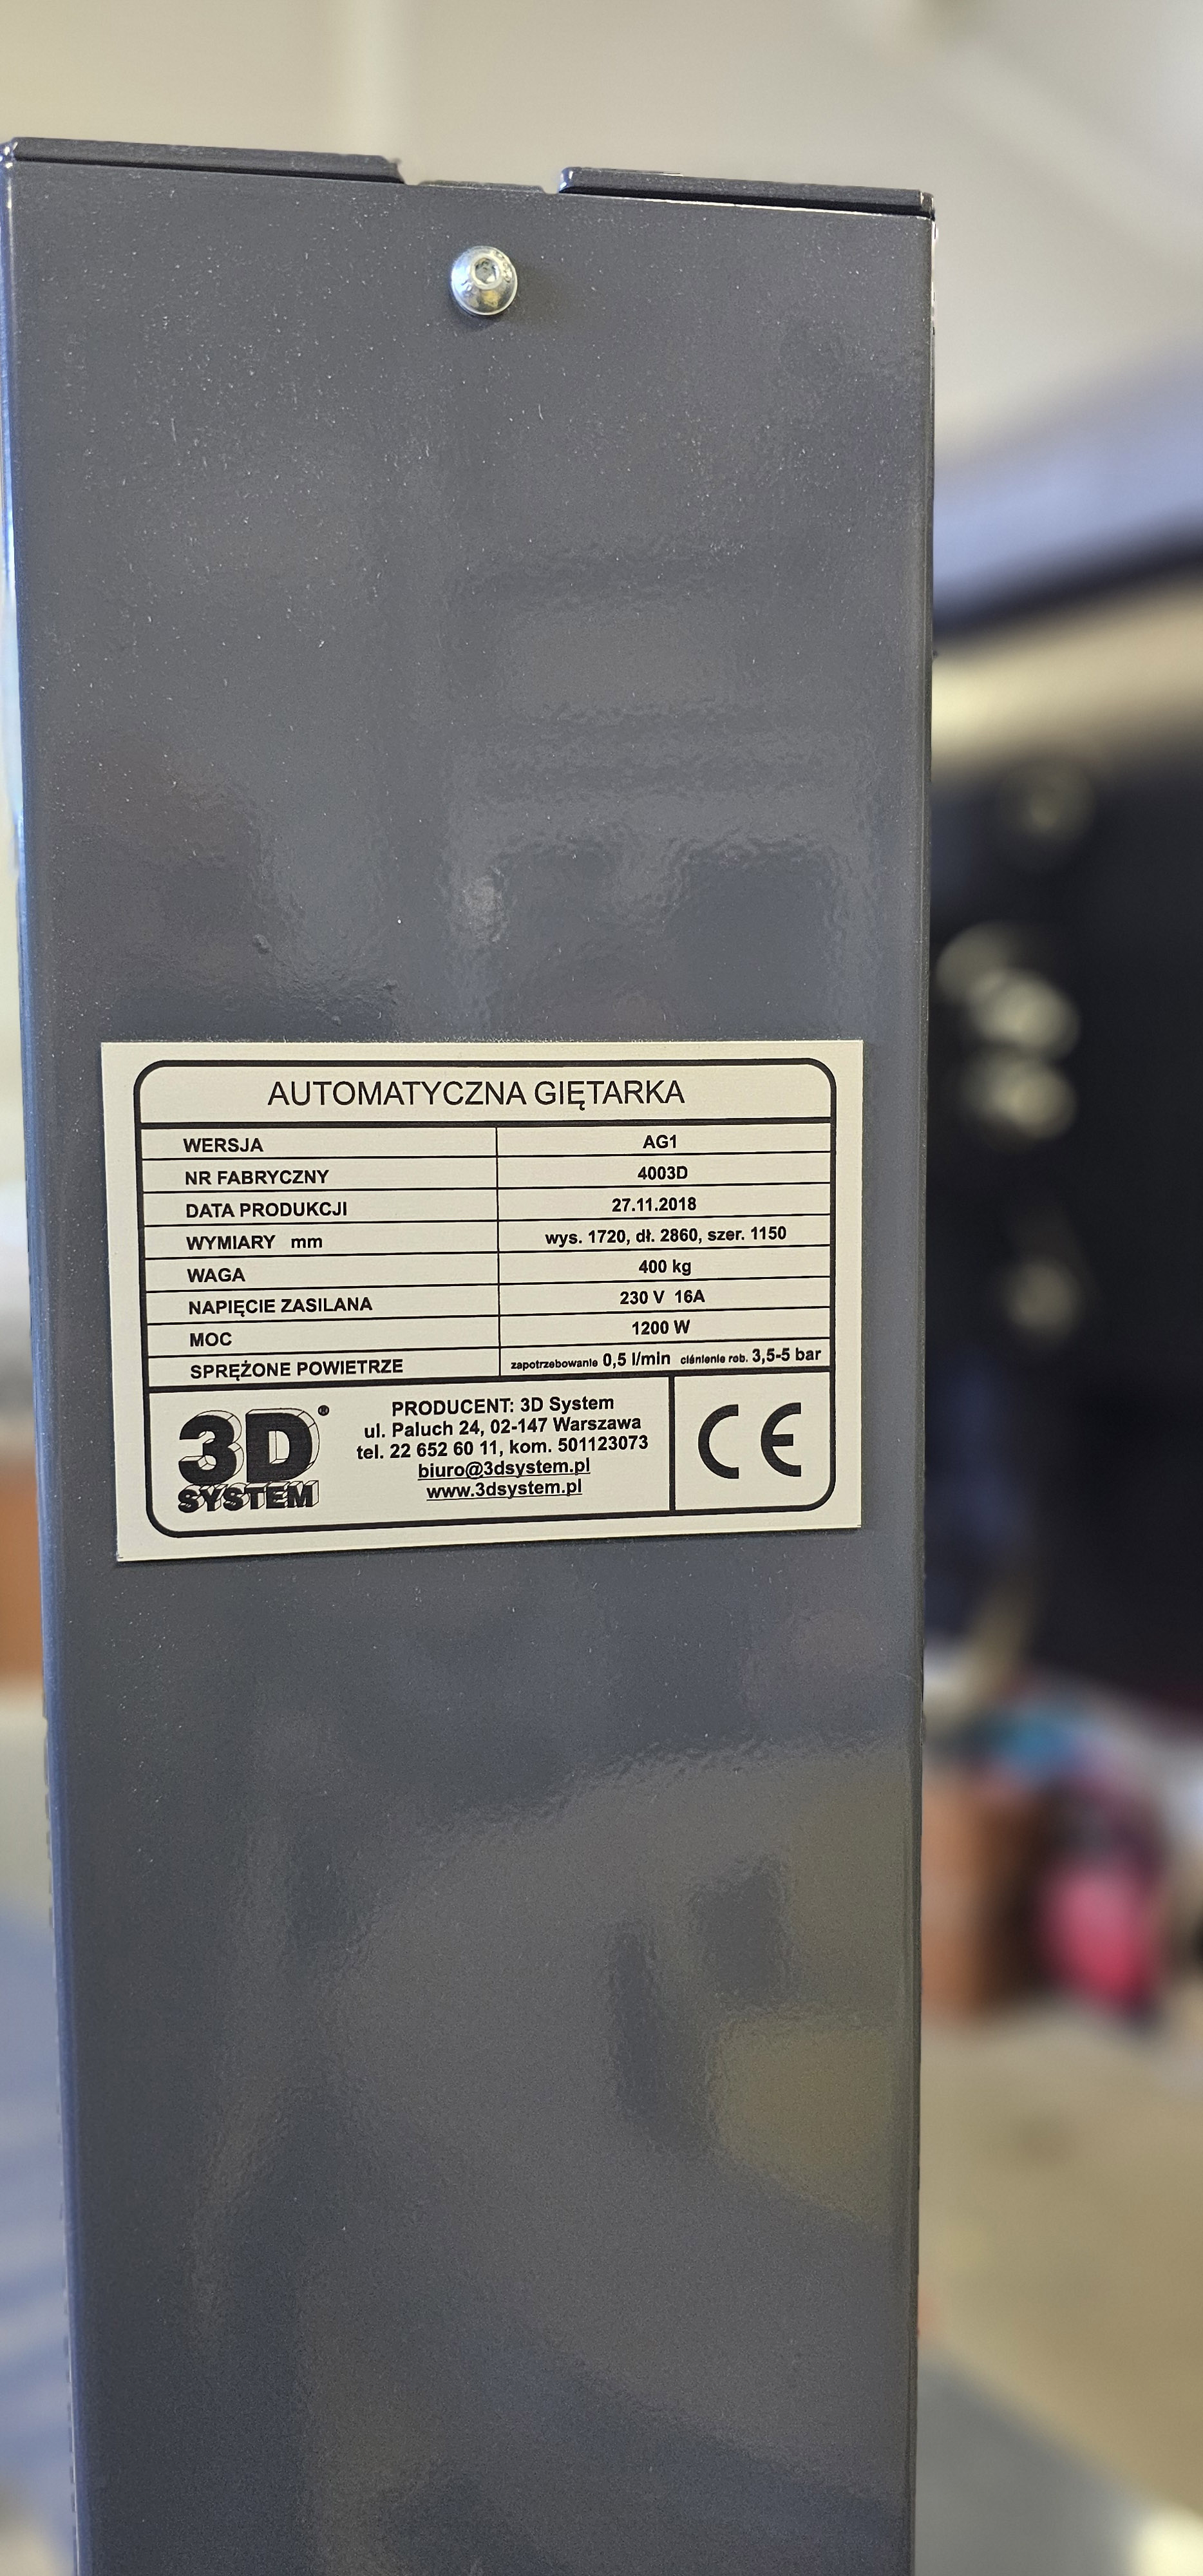 AUTOMATYCZNA GIĘTARKA
WERSJA AG1
NR FABRYCZNY 4003D
DATA PRODUKCJI 27.11.2018
WYMIARY mm wys. 1720, dł. 2860, szer. 1150
WAGA 400 kg
NAPIĘCIE ZASILANA 230 V 16A
MOC 1200 W
SPRĘŻONE POWIETRZE zapotrzebowanie 0,5 l/min ciśnienie rob. 3,5-5 bar
3D®
SYSTEM
PRODUCENT: 3D System
ul. Paluch 24, 02-147 Warszawa
tel. 22 652 60 11, kom. 501123073
biuro@3dsystem.pl
www.3dsystem.pl
CE